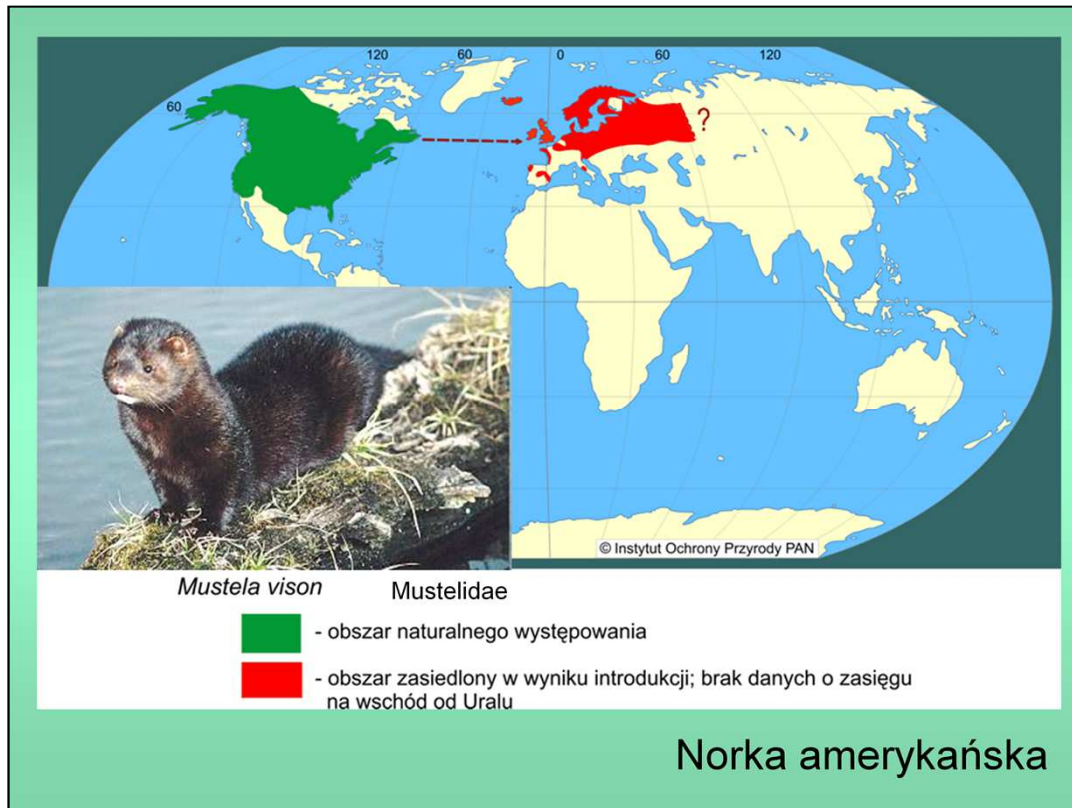 120 60 0 60 120
60
?
© Instytut Ochrony Przyrody PAN
Mustela vison Mustelidae
- obszar naturalnego występowania
- obszar zasiedlony w wyniku introdukcji; brak danych o zasięgu
na wschód od Uralu
Norka amerykańska